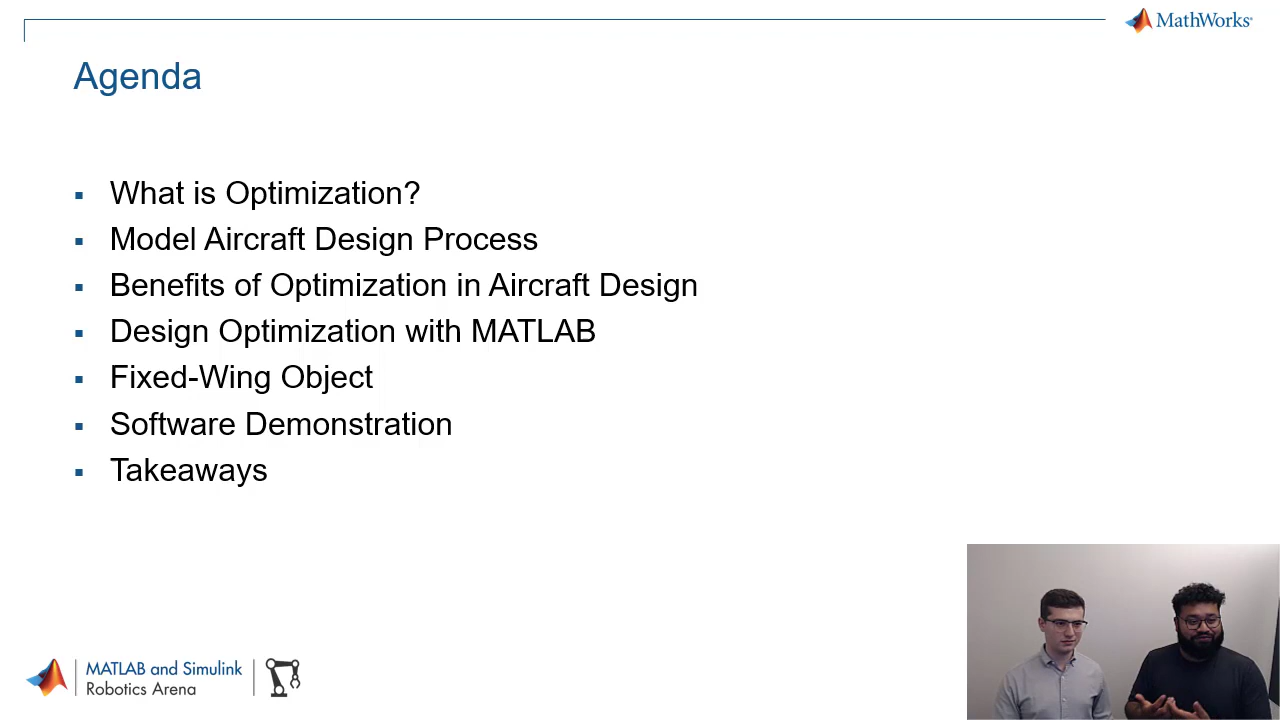 MathWorks
Agenda
What is Optimization?
Model Aircraft Design Process
Benefits of Optimization in Aircraft Design
Design Optimization with MATLAB
Fixed-Wing Object
Software Demonstration
Takeaways
MATLAB and Simulink
Robotics Arena